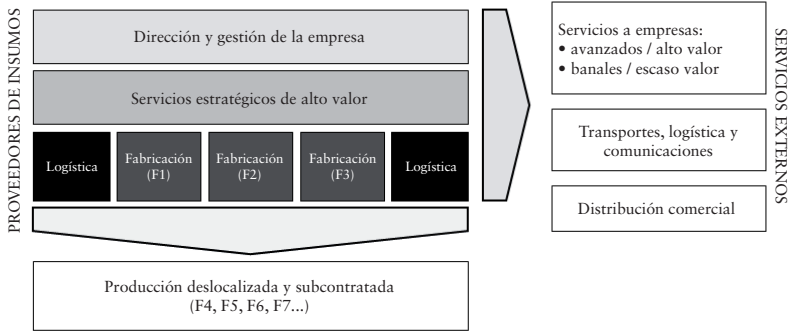 PROVEEDORES DE INSUMOS
Dirección y gestión de la empresa
Servicios estratégicos de alto valor
Logística
Fabricación
(F1)
Fabricación
(F2)
Fabricación
(F3)
Logística
Producción deslocalizada y subcontratada
(F4, F5, F6, F7...)
Servicios a empresas:
• avanzados / alto valor
• banales / escaso valor
Transportes, logística y
comunicaciones
Distribución comercial
SERVICIOS EXTERNOS